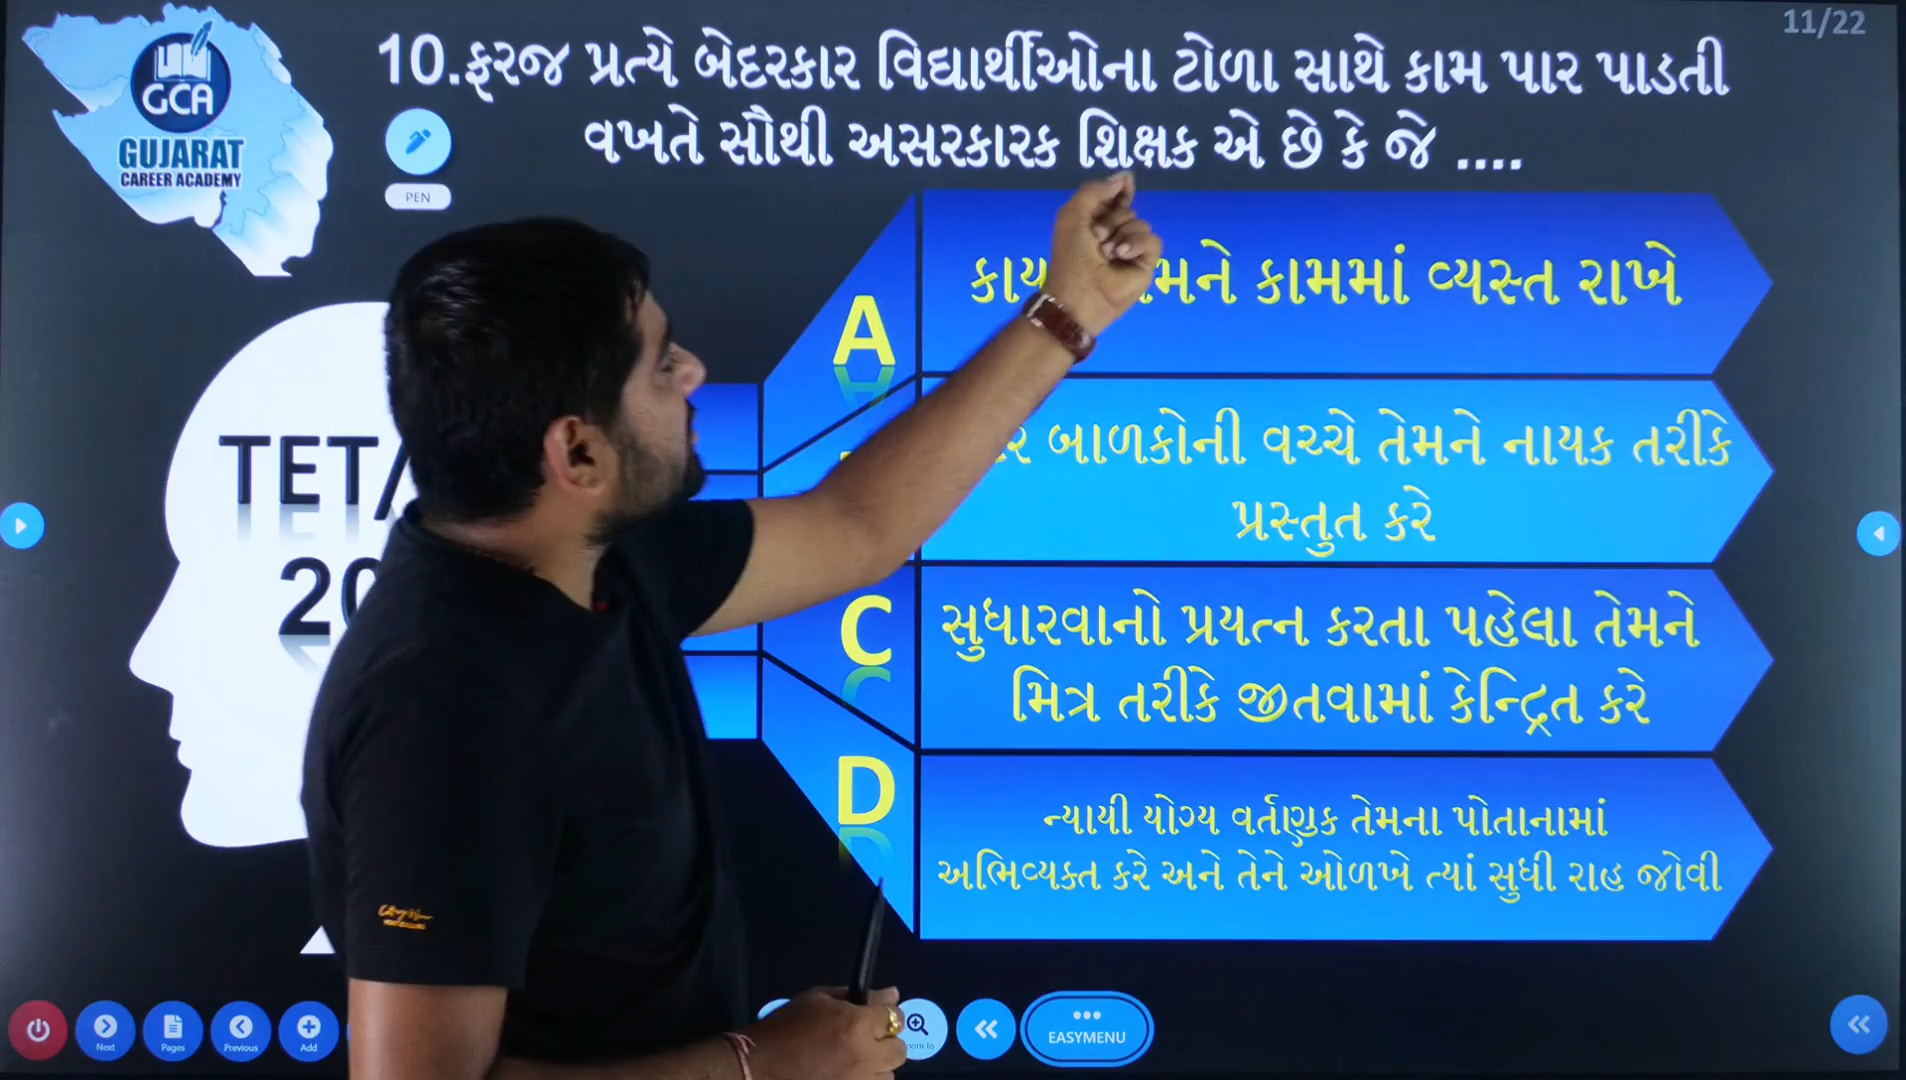 11/22
10.ફરજ પ્રત્યે બેદરકાર વિદ્યાર્થીઓના ટોળા સાથે કામ પાર પાડતી
વખતે સૌથી અસરકારક શિક્ષક એ છે કે જે ....
GCA
GUJARAT
CAREER ACADEMY
PEN
A
કામમાં વ્યસ્ત રાખે
બાળકોની વચ્ચે તેમને નાયક તરીકે
પ્રસ્તુત કરે
TET/
C
સુધારવાનો પ્રયત્ન કરતા પહેલા તેમને
મિત્ર તરીકે જીતવામાં કેન્દ્રિત કરે
D
ન્યાયી યોગ્ય વર્તણુક તેમના પોતાનામાં
અભિવ્યક્ત કરે અને તેને ઓળખે ત્યાં સુધી રાહ જોવી
Next
Pages
Previous
Add
EASYMENU